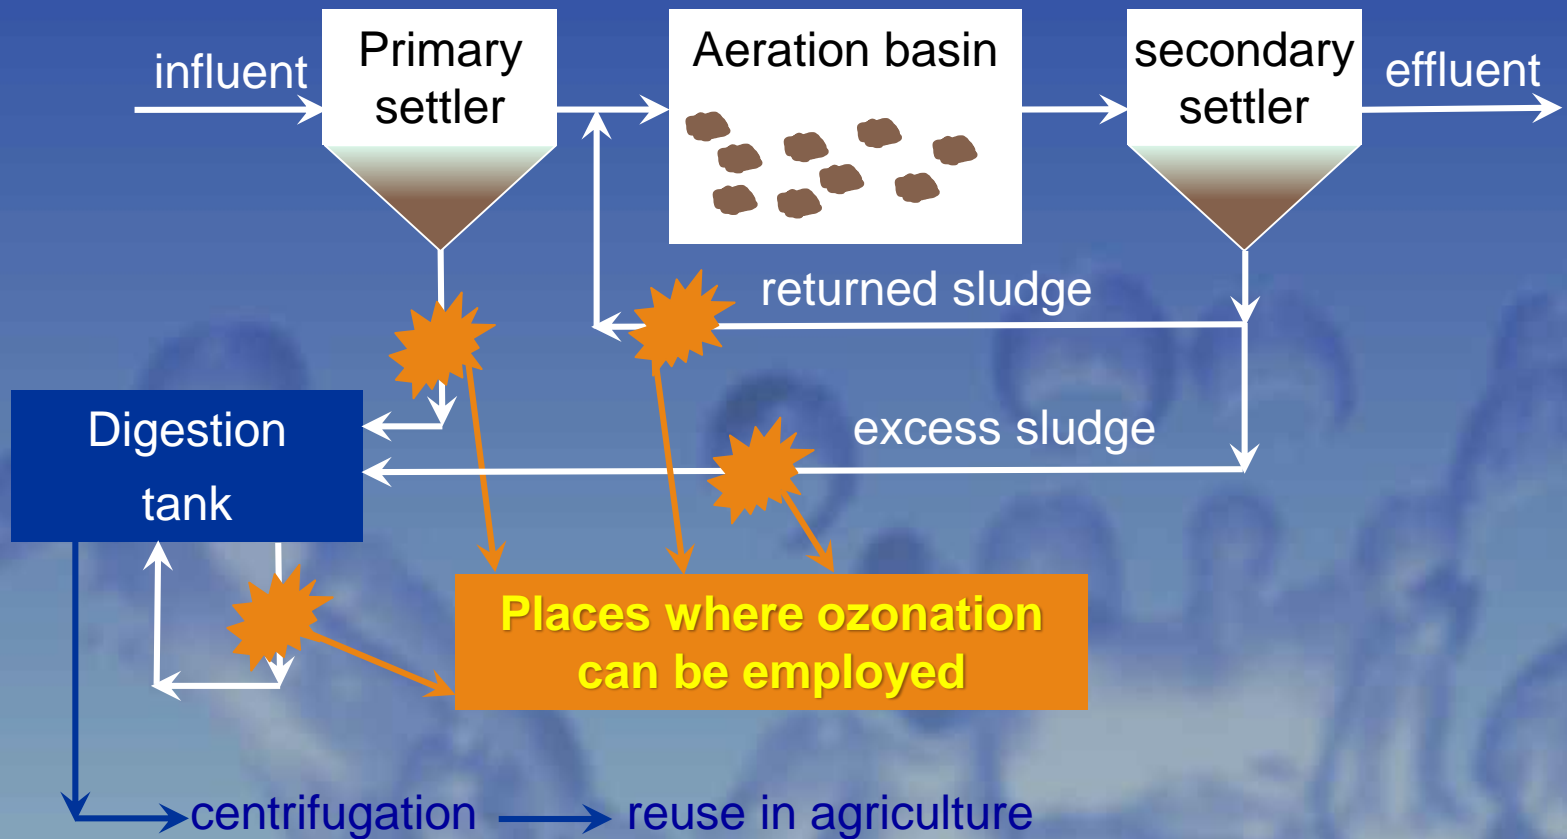 influent
Primary
settler
Aeration basin
secondary
settler
effluent
returned sludge
excess sludge
Digestion
tank
Places where ozonation
can be employed
centrifugation
reuse in agriculture